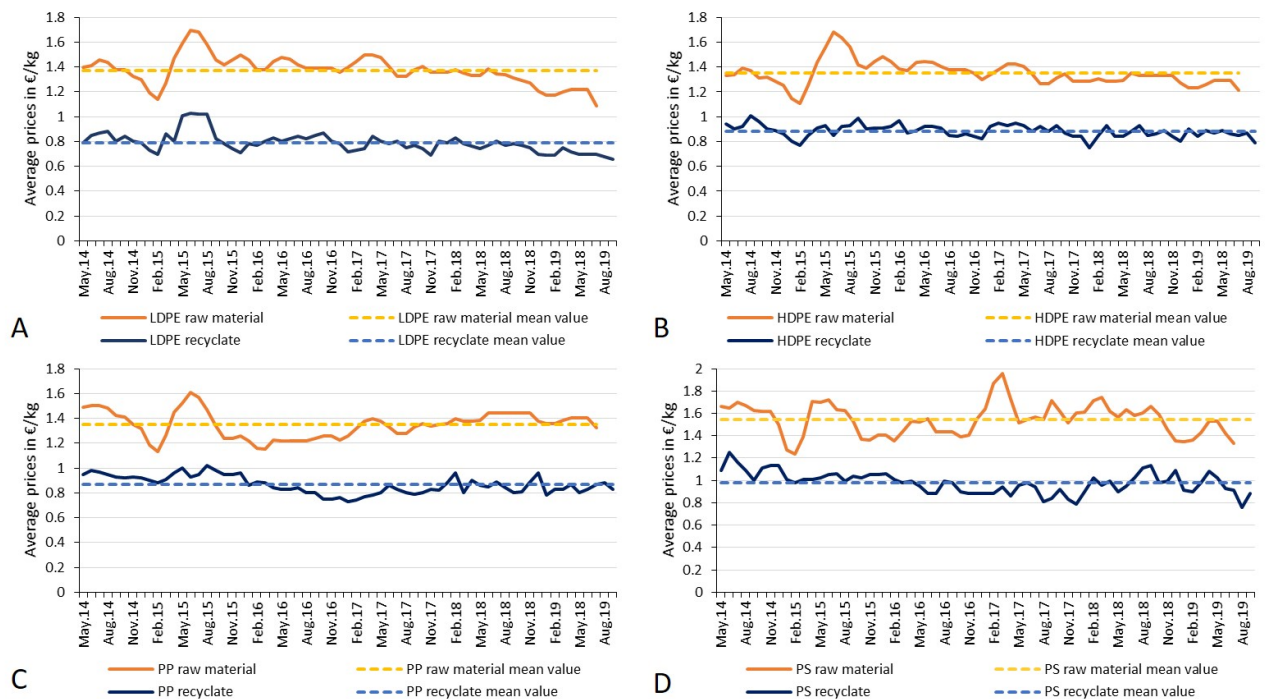 Average prices in €/kg
1.8
1.6
1.4
1.2
1
0.8
0.6
0.4
0.2
0
May.14 Aug.14 Nov.14 Feb.15 May.15 Aug.15 Nov.15 Feb.16 May.16 Aug.16 Nov.16 Feb.17 May.17 Aug.17 Nov.17 Feb.18 May.18 Aug.18 Nov.18 Feb.18 May.18 Aug.19
LDPE raw material LDPE raw material mean value
LDPE recyclate LDPE recyclate mean value
A
Average prices in €/kg
1.8
1.6
1.4
1.2
1
0.8
0.6
0.4
0.2
0
May.14 Aug.14 Nov.14 Feb.15 May.15 Aug.15 Nov.15 Feb.16 May.16 Aug.16 Nov.16 Feb.17 May.17 Aug.17 Nov.17 Feb.18 May.18 Aug.18 Nov.18 Feb.18 May.18 Aug.19
HDPE raw material HDPE raw material mean value
HDPE recyclate HDPE recyclate mean value
B
Average prices in €/kg
1.8
1.6
1.4
1.2
1
0.8
0.6
0.4
0.2
0
May.14 Aug.14 Nov.14 Feb.15 May.15 Aug.15 Nov.15 Feb.16 May.16 Aug.16 Nov.16 Feb.17 May.17 Aug.17 Nov.17 Feb.18 May.18 Aug.18 Nov.18 Feb.18 May.18 Aug.19
PP raw material PP raw material mean value
PP recyclate PP recyclate mean value
C
Average prices in €/kg
2
1.8
1.6
1.4
1.2
1
0.8
0.6
0.4
0.2
0
May.14 Aug.14 Nov.14 Feb.15 May.15 Aug.15 Nov.15 Feb.16 May.16 Aug.16 Nov.16 Feb.17 May.17 Aug.17 Nov.17 Feb.18 May.18 Aug.18 Nov.18 Feb.18 May.18 Aug.19
PS raw material PS raw material mean value
PS recyclate PS recyclate mean value
D